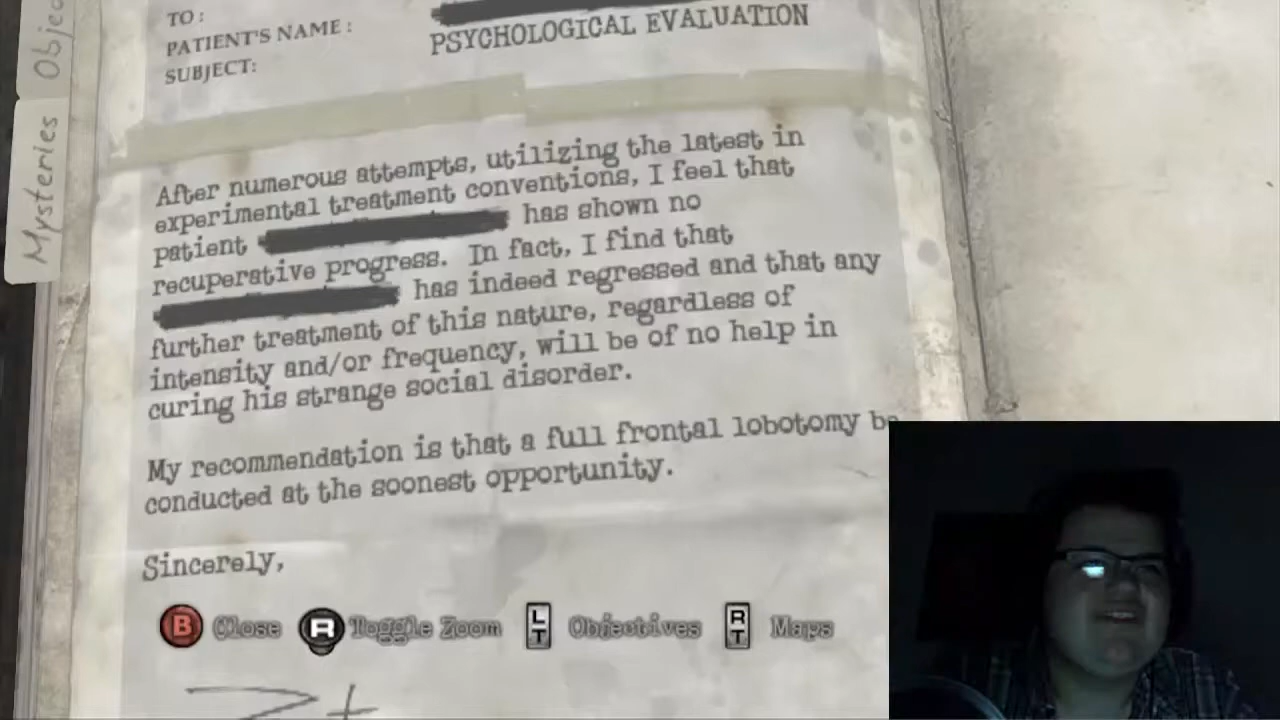 Objec
Mysteries
TO :
PATIENT'S NAME :
SUBJECT:
PSYCHOLOGICAL EVALUATION
After numerous attempts, utilizing the latest in
experimental treatment conventions, I feel that
patient has shown no
recuperative progress. In fact, I find that
has indeed regressed and that any
further treatment of this nature, regardless of
intensity and/or frequency, will be of no help in
curing his strange social disorder.
My recommendation is that a full frontal lobotomy be
conducted at the soonest opportunity.
Sincerely,
B Close R Toggle Zoom LT Objectives RT Maps